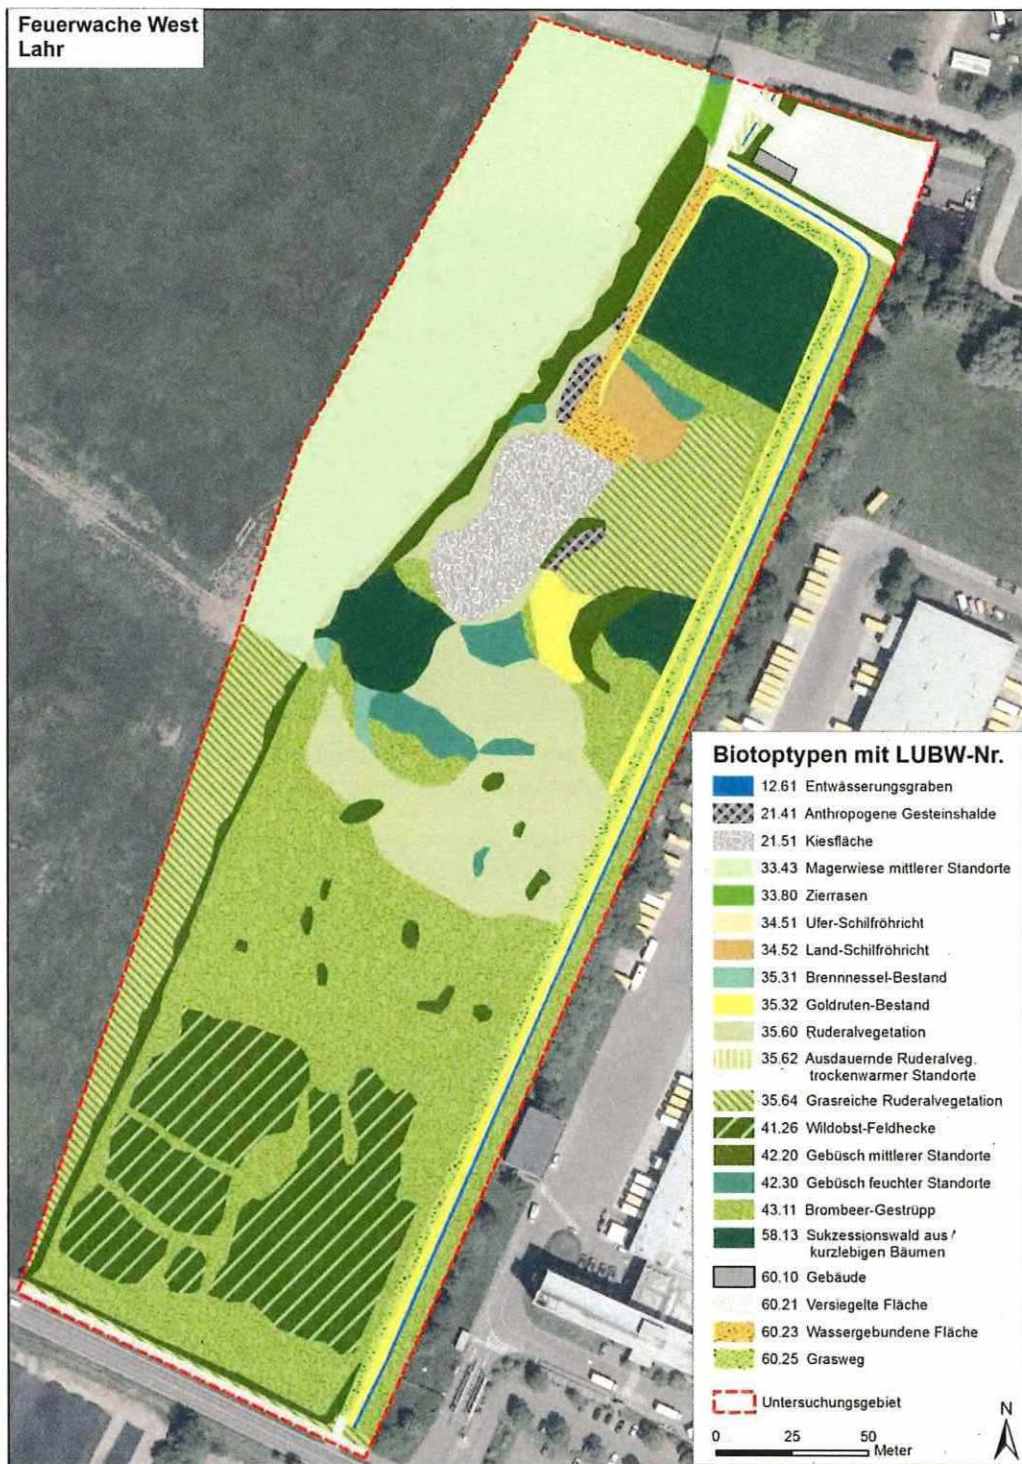 Feuerwache West
Lahr
Biotoptypen mit LUBW-Nr.
12.61 Entwässerungsgraben
21.41 Anthropogene Gesteinshalde
21.51 Kiesfläche
33.43 Magerwiese mittlerer Standorte
33.80 Zierrasen
34.51 Ufer-Schilfröhricht
34.52 Land-Schilfröhricht
35.31 Brennnessel-Bestand
35.32 Goldruten-Bestand
35.60 Ruderalvegetation
35.62 Ausdauernde Ruderalveg.
trockenwarmer Standorte
35.64 Grasreiche Ruderalvegetation
41.26 Wildobst-Feldhecke
42.20 Gebüsch mittlerer Standorte
42.30 Gebüsch feuchter Standorte
43.11 Brombeer-Gestrüpp
58.13 Sukzessionswald aus
kurzlebigen Bäumen
60.10 Gebäude
60.21 Versiegelte Fläche
60.23 Wassergebundene Fläche
60.25 Grasweg
Untersuchungsgebiet
N
0 25 50
Meter